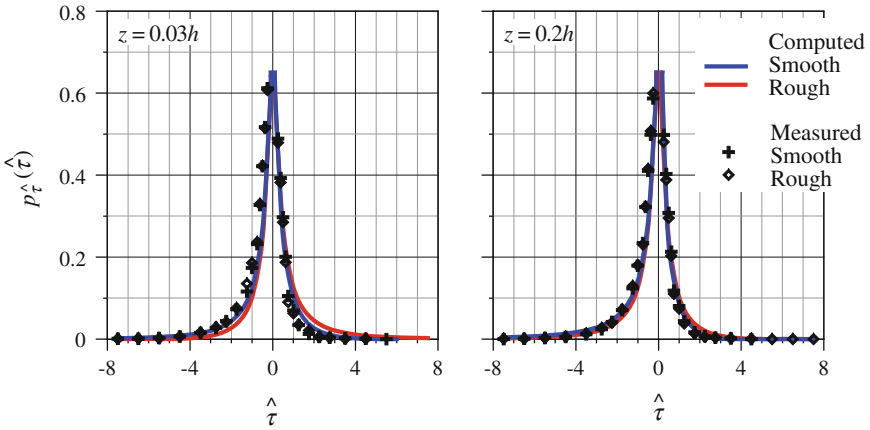 0.8
0.6
0.4
0.2
0
p_τ̂(τ̂)
z = 0.03h
-8
-4
0
4
8
τ̂
z = 0.2h
-8
-4
0
4
8
τ̂
Computed
Smooth
Rough
Measured
Smooth
Rough